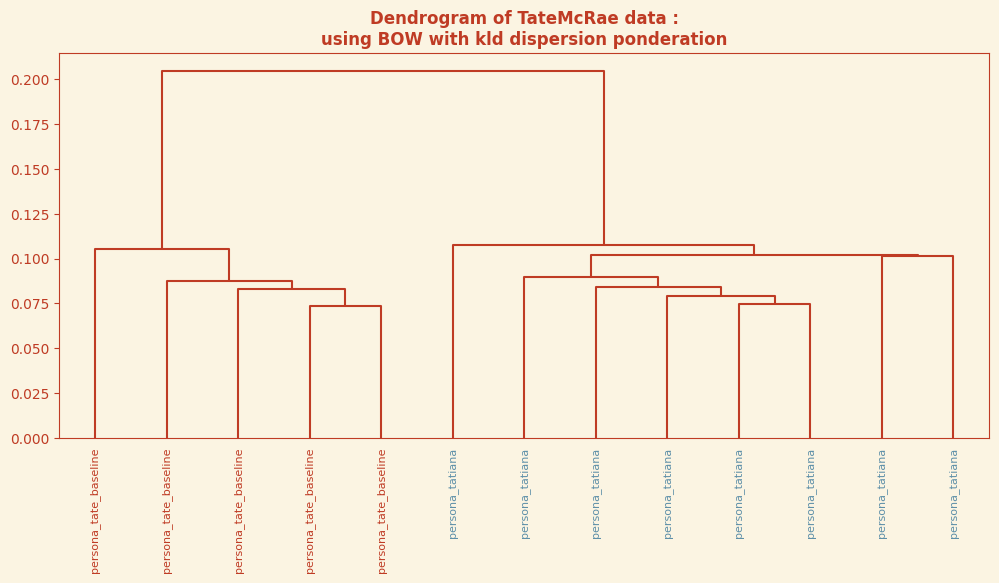 Dendrogram of TateMcRae data :
using BOW with kld dispersion ponderation
0.200
0.175
0.150
0.125
0.100
0.075
0.050
0.025
0.000
persona_tate_baseline
persona_tate_baseline
persona_tate_baseline
persona_tate_baseline
persona_tate_baseline
persona_tatiana
persona_tatiana
persona_tatiana
persona_tatiana
persona_tatiana
persona_tatiana
persona_tatiana
persona_tatiana